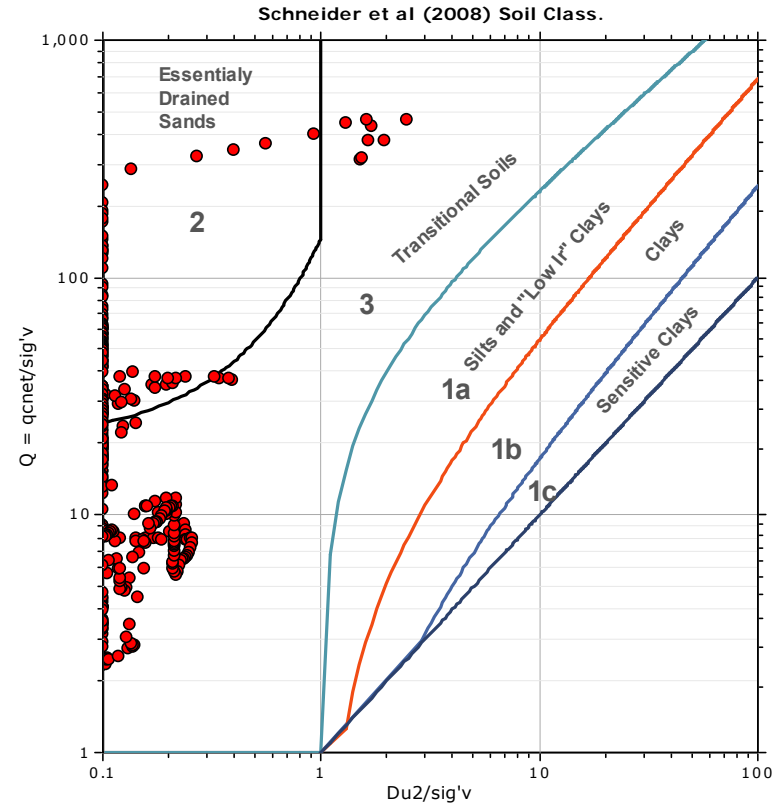 Schneider et al (2008) Soil Class.
1,000
Essentialy
Drained
Sands
Transitional Soils
2
Silts and "Low Ir" Clays
Clays
100
3
Sensitive Clays
1a
Q = qcnet/sig'v
1b
1c
10
1
0.1
1
10
100
Du2/sig'v